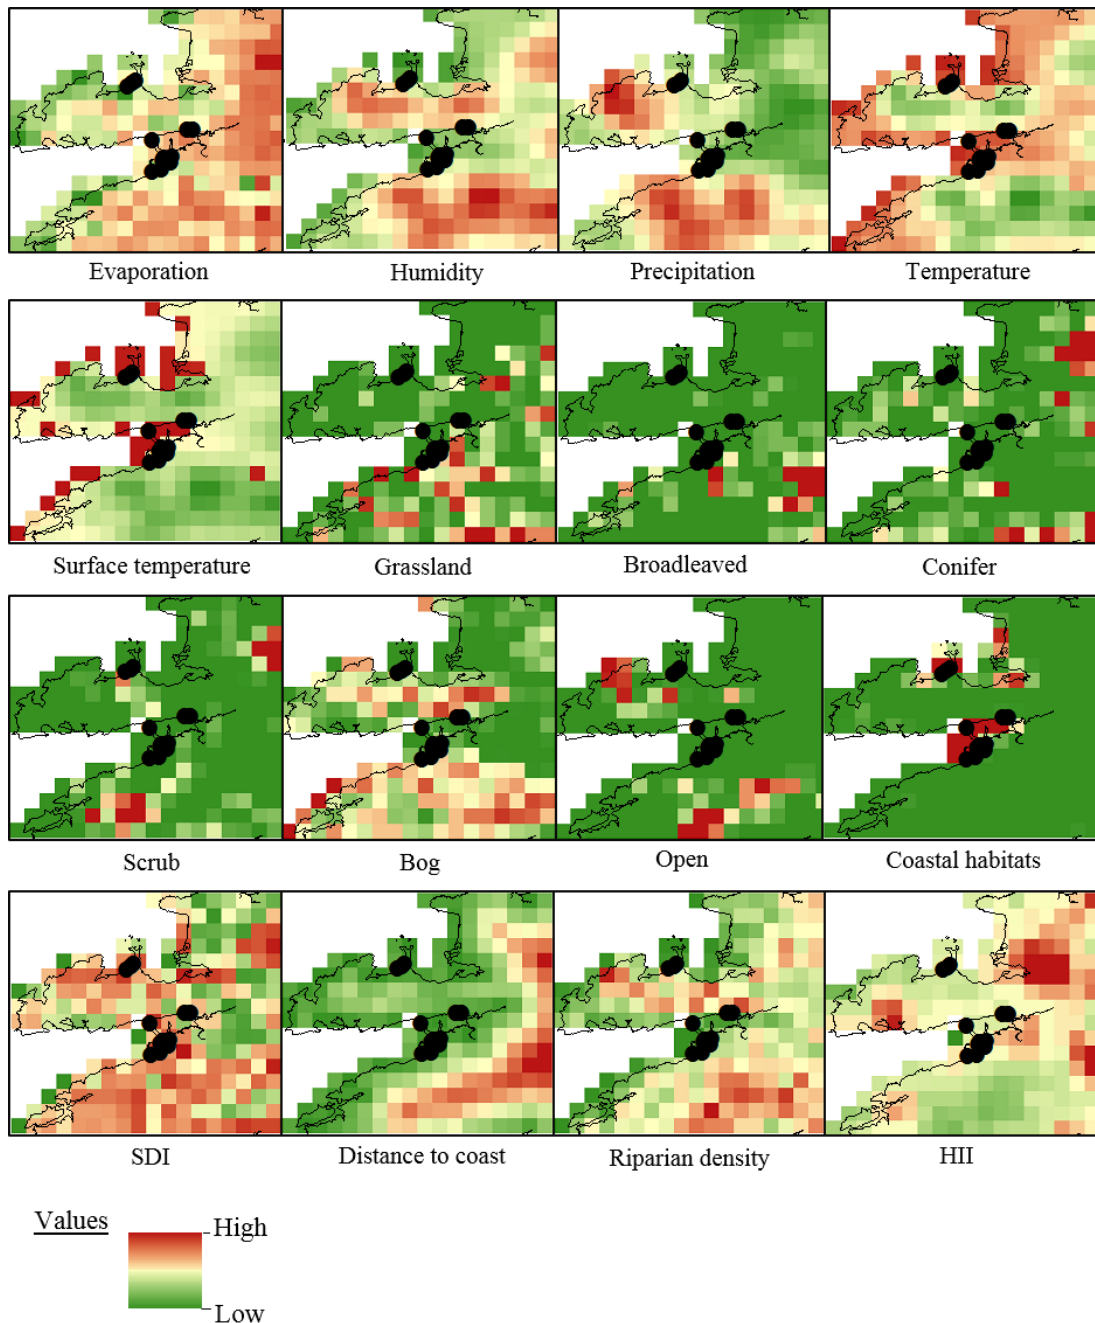 Evaporation Humidity Precipitation Temperature
Surface temperature Grassland Broadleaved Conifer
Scrub Bog Open Coastal habitats
SDI Distance to coast Riparian density HII
Values
High
Low